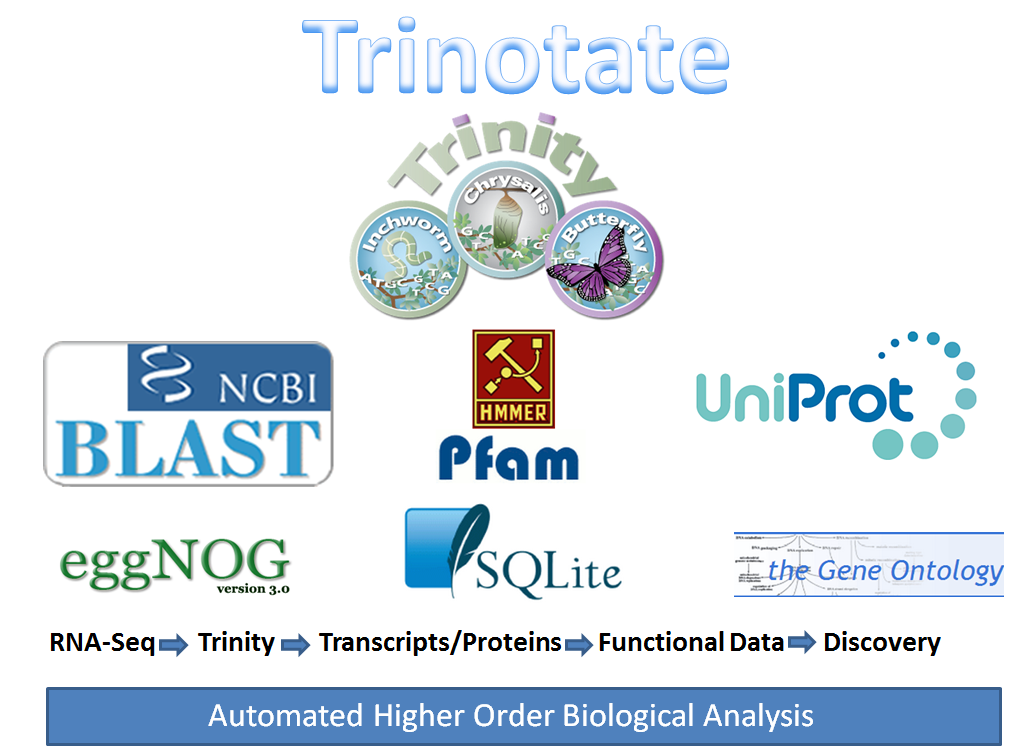 Trinotate
Trinity
Chrysalis
Inchworm
Butterfly
NCBI
BLAST
HMMER
Pfam
UniProt
eggNOG
version 3.0
SQLite
the Gene Ontology
RNA-Seq Trinity Transcripts/Proteins Functional Data Discovery
Automated Higher Order Biological Analysis